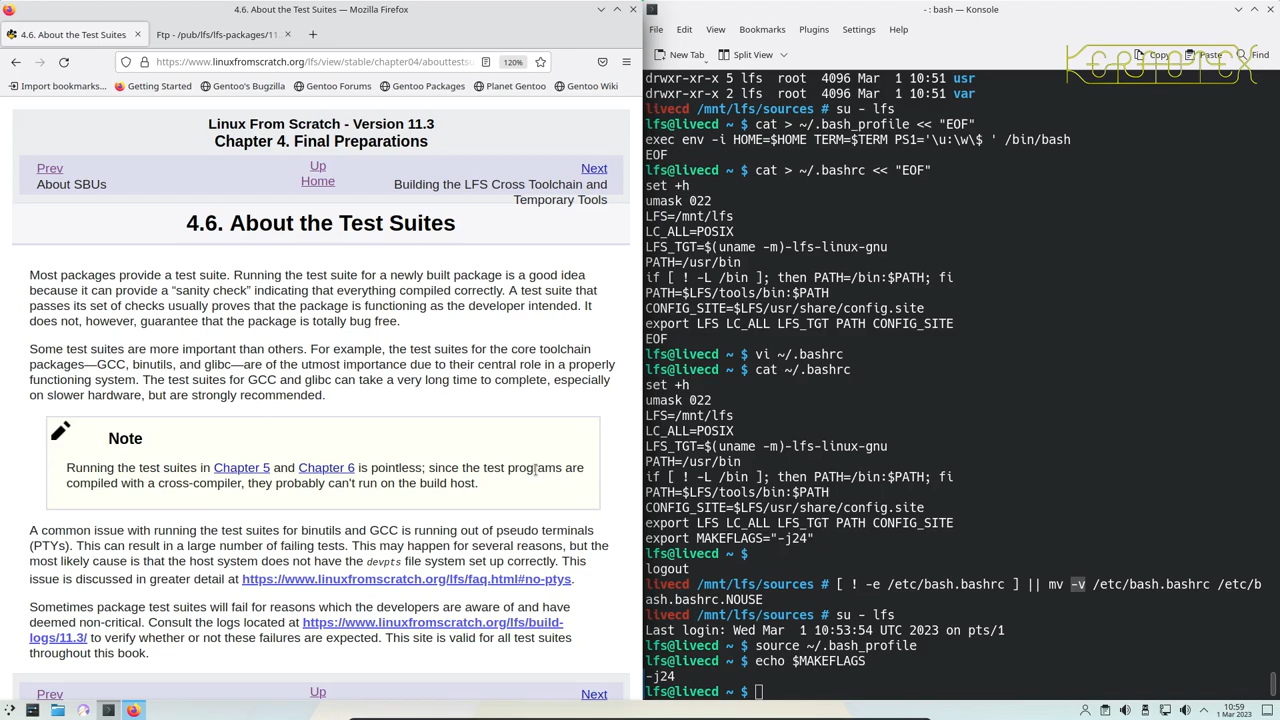 4.6. About the Test Suites — Mozilla Firefox
4.6. About the Test Suites
Ftp - /pub/lfs/lfs-packages/11.
https://www.linuxfromscratch.org/lfs/view/stable/chapter04/abouttests
120%
Import bookmarks…
Getting Started
Gentoo's Bugzilla
Gentoo Forums
Gentoo Packages
Planet Gentoo
Gentoo Wiki
Linux From Scratch - Version 11.3
Chapter 4. Final Preparations
Prev
About SBUs
Up
Home
Next
Building the LFS Cross Toolchain and
Temporary Tools
4.6. About the Test Suites
Most packages provide a test suite. Running the test suite for a newly built package is a good idea
because it can provide a “sanity check” indicating that everything compiled correctly. A test suite that
passes its set of checks usually proves that the package is functioning as the developer intended. It
does not, however, guarantee that the package is totally bug free.
Some test suites are more important than others. For example, the test suites for the core toolchain
packages—GCC, binutils, and glibc—are of the utmost importance due to their central role in a properly
functioning system. The test suites for GCC and glibc can take a very long time to complete, especially
on slower hardware, but are strongly recommended.
Note
Running the test suites in Chapter 5 and Chapter 6 is pointless; since the test programs are
compiled with a cross-compiler, they probably can't run on the build host.
A common issue with running the test suites for binutils and GCC is running out of pseudo terminals
(PTYs). This can result in a large number of failing tests. This may happen for several reasons, but the
most likely cause is that the host system does not have the devpts file system set up correctly. This
issue is discussed in greater detail at https://www.linuxfromscratch.org/lfs/faq.html#no-ptys.
Sometimes package test suites will fail for reasons which the developers are aware of and have
deemed non-critical. Consult the logs located at https://www.linuxfromscratch.org/lfs/build-
logs/11.3/ to verify whether or not these failures are expected. This site is valid for all test suites
throughout this book.
Prev
Up
Next
- : bash — Konsole
File Edit View Bookmarks Plugins Settings Help
New Tab Split View Copy Paste Find
KERNOTEX
drwxr-xr-x 5 lfs  root  4096 Mar  1 10:51 usr
drwxr-xr-x 2 lfs  root  4096 Mar  1 10:51 var
livecd /mnt/lfs/sources # su - lfs
lfs@livecd ~ $ cat > ~/.bash_profile << "EOF"
exec env -i HOME=$HOME TERM=$TERM PS1='\u:\w\$ ' /bin/bash
EOF
lfs@livecd ~ $ cat > ~/.bashrc << "EOF"
set +h
umask 022
LFS=/mnt/lfs
LC_ALL=POSIX
LFS_TGT=$(uname -m)-lfs-linux-gnu
PATH=/usr/bin
if [ ! -L /bin ]; then PATH=/bin:$PATH; fi
PATH=$LFS/tools/bin:$PATH
CONFIG_SITE=$LFS/usr/share/config.site
export LFS LC_ALL LFS_TGT PATH CONFIG_SITE
EOF
lfs@livecd ~ $ vi ~/.bashrc
lfs@livecd ~ $ cat ~/.bashrc
set +h
umask 022
LFS=/mnt/lfs
LC_ALL=POSIX
LFS_TGT=$(uname -m)-lfs-linux-gnu
PATH=/usr/bin
if [ ! -L /bin ]; then PATH=/bin:$PATH; fi
PATH=$LFS/tools/bin:$PATH
CONFIG_SITE=$LFS/usr/share/config.site
export LFS LC_ALL LFS_TGT PATH CONFIG_SITE
export MAKEFLAGS="-j24"
lfs@livecd ~ $
logout
livecd /mnt/lfs/sources # [ ! -e /etc/bash.bashrc ] || mv -v /etc/bash.bashrc /etc/b
ash.bashrc.NOUSE
livecd /mnt/lfs/sources # su - lfs
Last login: Wed Mar  1 10:53:54 UTC 2023 on pts/1
lfs@livecd ~ $ source ~/.bash_profile
lfs@livecd ~ $ echo $MAKEFLAGS
-j24
lfs@livecd ~ $
10:59
1 Mar 2023